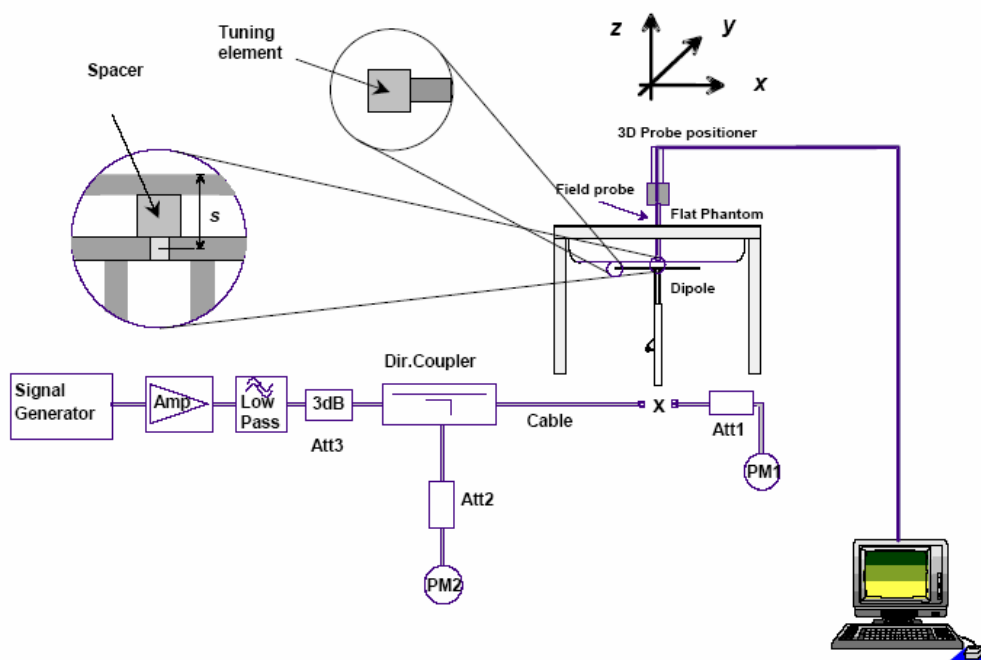 Tuning
element
Spacer
s
z
y
x
3D Probe positioner
Field probe
Flat Phantom
Dipole
Signal
Generator
Amp
Low
Pass
3dB
Att3
Dir.Coupler
Cable
x
Att1
PM1
Att2
PM2